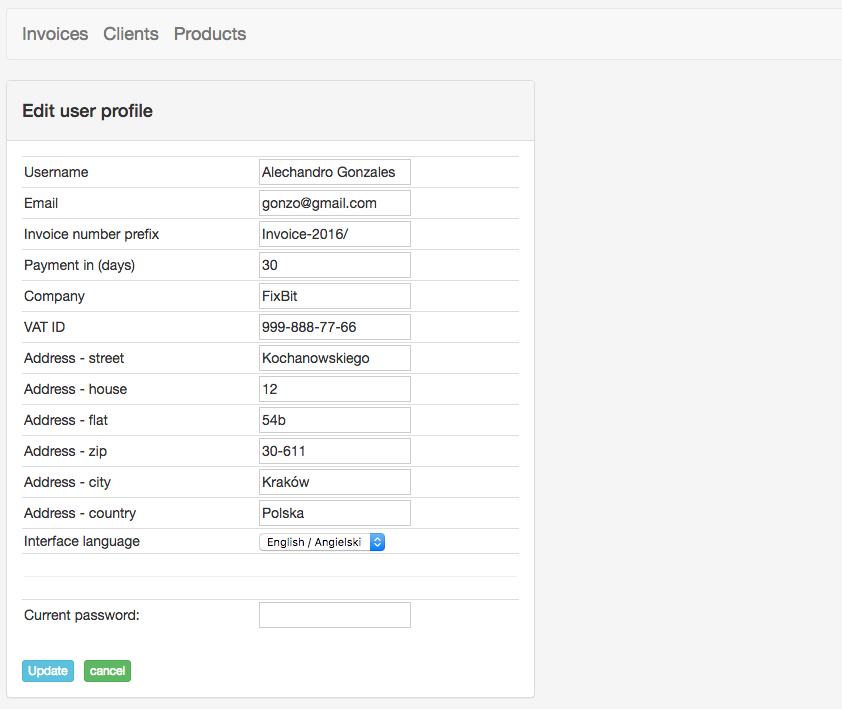 Invoices Clients Products
Edit user profile
Username Alechandro Gonzales
Email gonzo@gmail.com
Invoice number prefix Invoice-2016/
Payment in (days) 30
Company FixBit
VAT ID 999-888-77-66
Address - street Kochanowskiego
Address - house 12
Address - flat 54b
Address - zip 30-611
Address - city Kraków
Address - country Polska
Interface language English / Angielski
Current password:
Update cancel